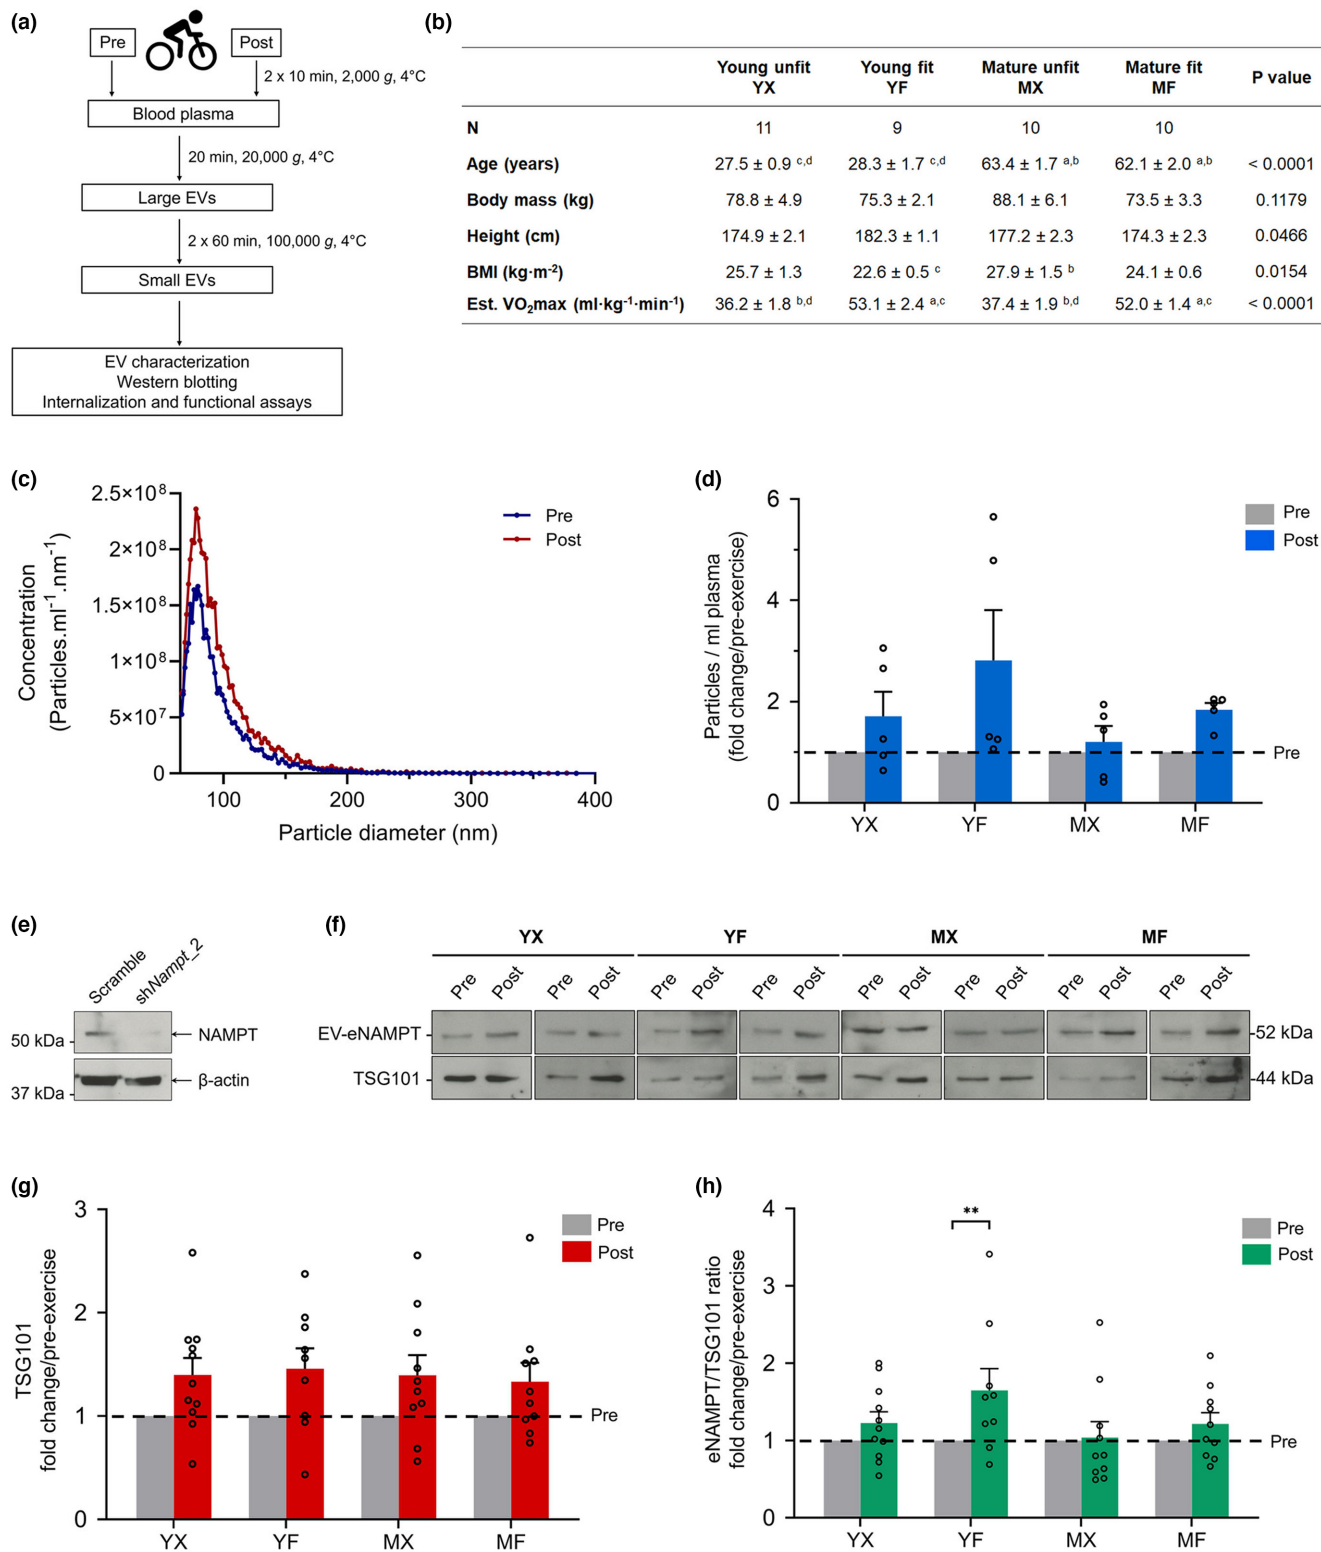 (a)
Pre
Post
2 x 10 min, 2,000 g, 4°C
Blood plasma
20 min, 20,000 g, 4°C
Large EVs
2 x 60 min, 100,000 g, 4°C
Small EVs
EV characterization
Western blotting
Internalization and functional assays
(b)
Young unfit YX Young fit YF Mature unfit MX Mature fit MF P value
N 11 9 10 10
Age (years) 27.5 ± 0.9 c,d 28.3 ± 1.7 c,d 63.4 ± 1.7 a,b 62.1 ± 2.0 a,b < 0.0001
Body mass (kg) 78.8 ± 4.9 75.3 ± 2.1 88.1 ± 6.1 73.5 ± 3.3 0.1179
Height (cm) 174.9 ± 2.1 182.3 ± 1.1 177.2 ± 2.3 174.3 ± 2.3 0.0466
BMI (kg·m-2) 25.7 ± 1.3 22.6 ± 0.5 c 27.9 ± 1.5 b 24.1 ± 0.6 0.0154
Est. VO2max (ml·kg-1·min-1) 36.2 ± 1.8 b,d 53.1 ± 2.4 a,c 37.4 ± 1.9 b,d 52.0 ± 1.4 a,c < 0.0001
(c)
Concentration
(Particles.ml-1.nm-1)
2.5×10⁸
2×10⁸
1.5×10⁸
1×10⁸
5×10⁷
0
100 200 300 400
Particle diameter (nm)
Pre
Post
(d)
Particles / ml plasma
(fold change/pre-exercise)
6
4
2
0
YX YF MX MF
Pre
Post
Pre
(e)
Scramble shNampt_2
50 kDa NAMPT
β-actin
37 kDa
(f)
YX YF MX MF
Pre Post Pre Post Pre Post Pre Post Pre Post Pre Post Pre Post Pre Post
EV-eNAMPT 52 kDa
TSG101 44 kDa
(g)
TSG101
fold change/pre-exercise
3
2
1
0
YX YF MX MF
Pre
Post
Pre
(h)
eNAMPT/TSG101 ratio
fold change/pre-exercise
4
3
2
1
0
**
YX YF MX MF
Pre
Post
Pre